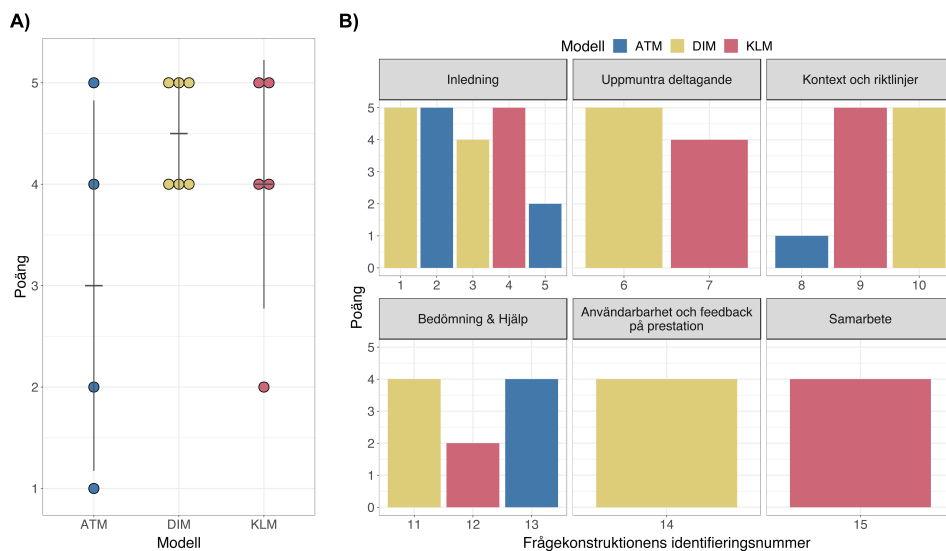 A)
Poäng
5
4
3
2
1
ATM
DIM
KLM
Modell
B)
Modell
ATM
DIM
KLM
Poäng
Inledning
5
4
3
2
1
0
1
2
3
4
5
Uppmuntra deltagande
6
7
Kontext och riktlinjer
8
9
10
Bedömning & Hjälp
5
4
3
2
1
0
11
12
13
Användarbarhet och feedback
på prestation
14
Samarbete
15
Frågekonstruktionens identifieringsnummer